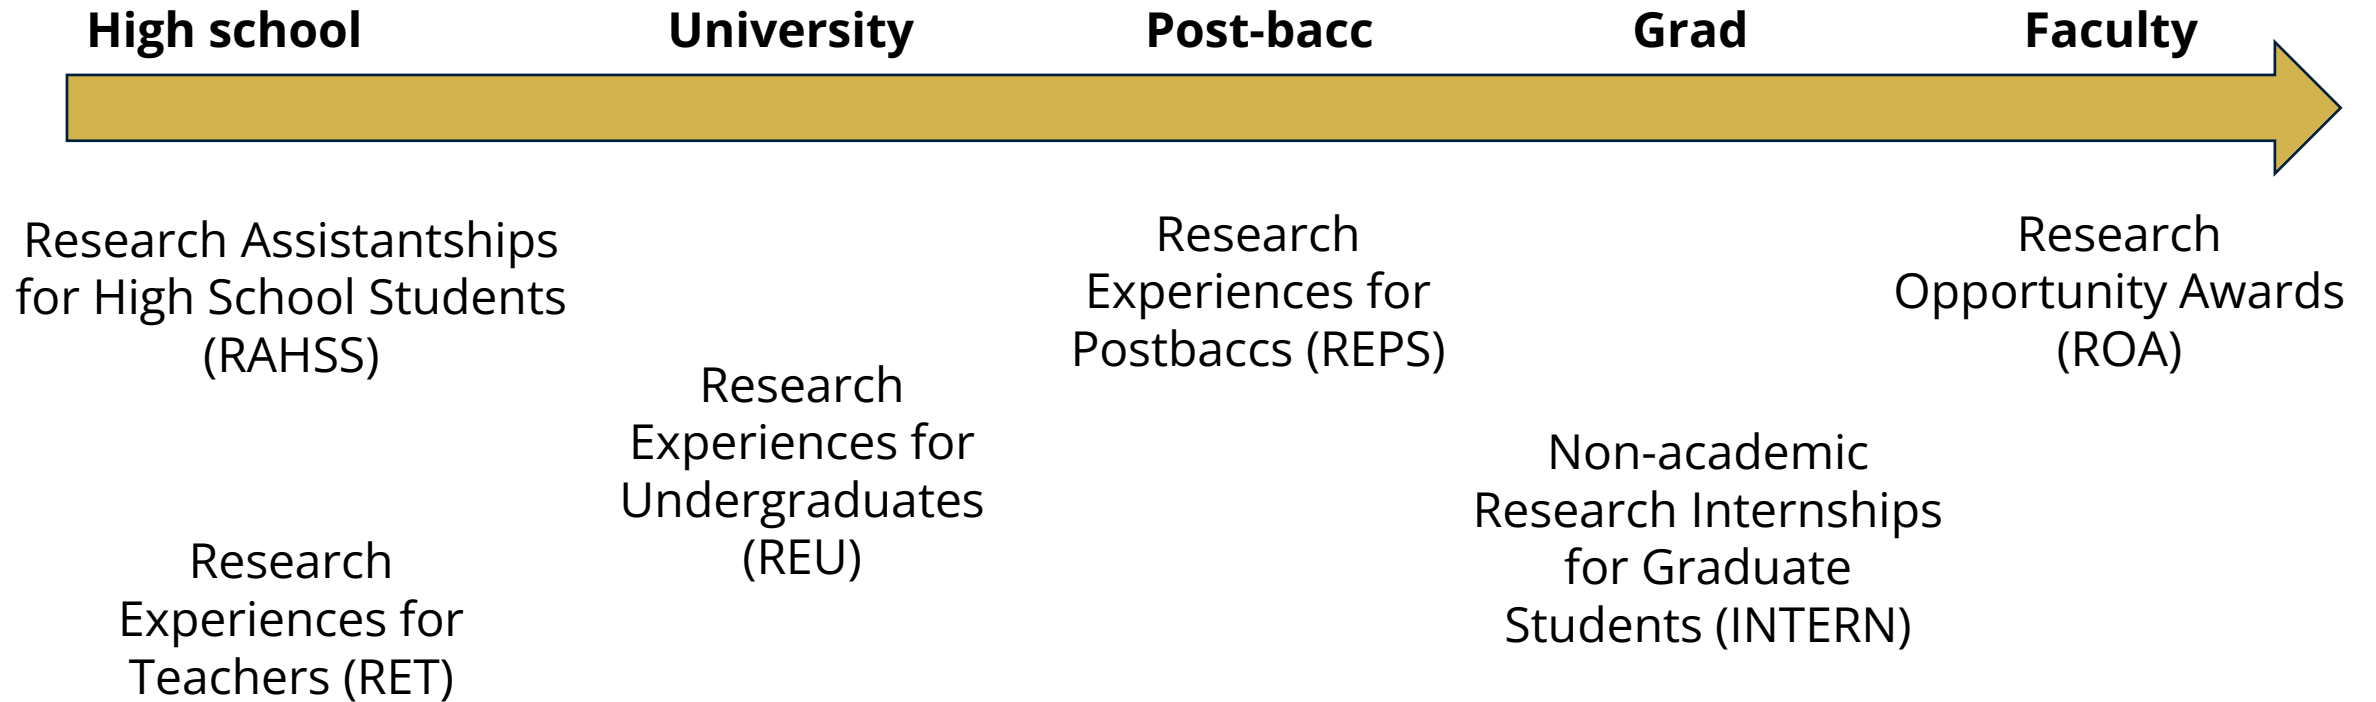 High school
University
Post-bacc
Grad
Faculty
Research Assistantships
for High School Students
(RAHSS)
Research
Experiences for
Teachers (RET)
Research
Experiences for
Undergraduates
(REU)
Research
Experiences for
Postbaccs (REPS)
Non-academic
Research Internships
for Graduate
Students (INTERN)
Research
Opportunity Awards
(ROA)